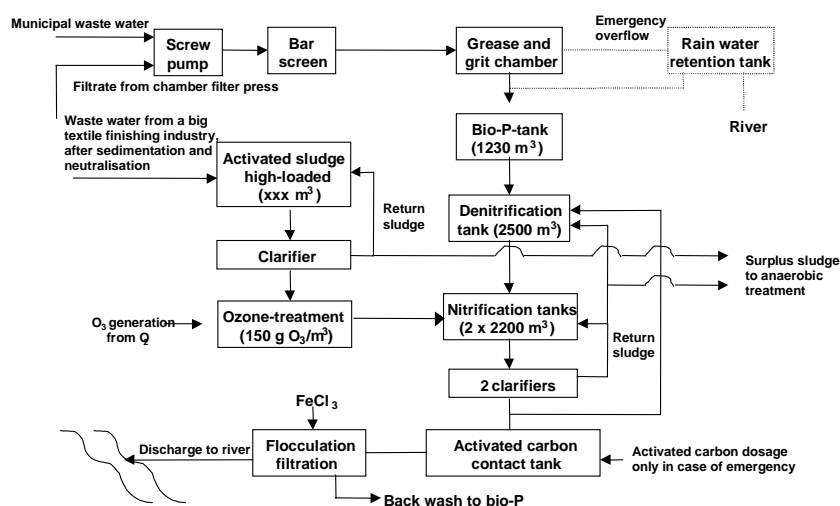 Municipal waste water
Screw
pump
Bar
screen
Grease and
grit chamber
Emergency
overflow
Rain water
retention tank
River
Filtrate from chamber filter press
Waste water from a big
textile finishing industry,
after sedimentation and
neutralisation
Activated sludge
high-loaded
(xxx m³)
Return
sludge
Bio-P-tank
(1230 m³)
Denitrification
tank (2500 m³)
Clarifier
Surplus sludge
to anaerobic
treatment
O₃ generation
from Q
Ozone-treatment
(150 g O₃/m³)
Nitrification tanks
(2 x 2200 m³)
Return
sludge
2 clarifiers
FeCl₃
Discharge to river
Flocculation
filtration
Activated carbon
contact tank
Activated carbon dosage
only in case of emergency
Back wash to bio-P